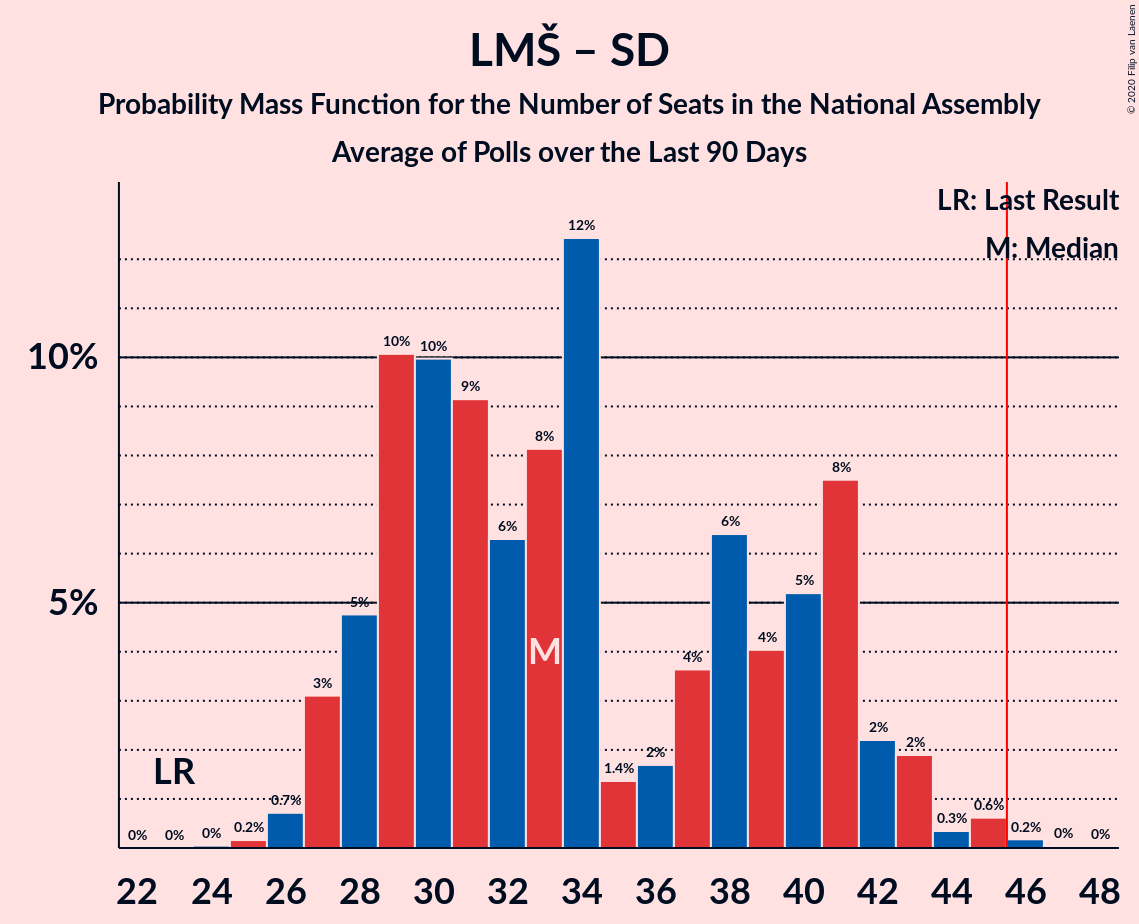 LMŠ – SD
Probability Mass Function for the Number of Seats in the National Assembly
Average of Polls over the Last 90 Days
© 2020 Filip van Laenen
LR: Last Result
M: Median
10%
5%
LR
M
0% 0% 0% 0.2% 0.7% 3% 5% 10% 10% 9% 6% 8% 12% 1.4% 2% 4% 6% 4% 5% 8% 2% 2% 0.3% 0.6% 0.2% 0% 0%
22 24 26 28 30 32 34 36 38 40 42 44 46 48